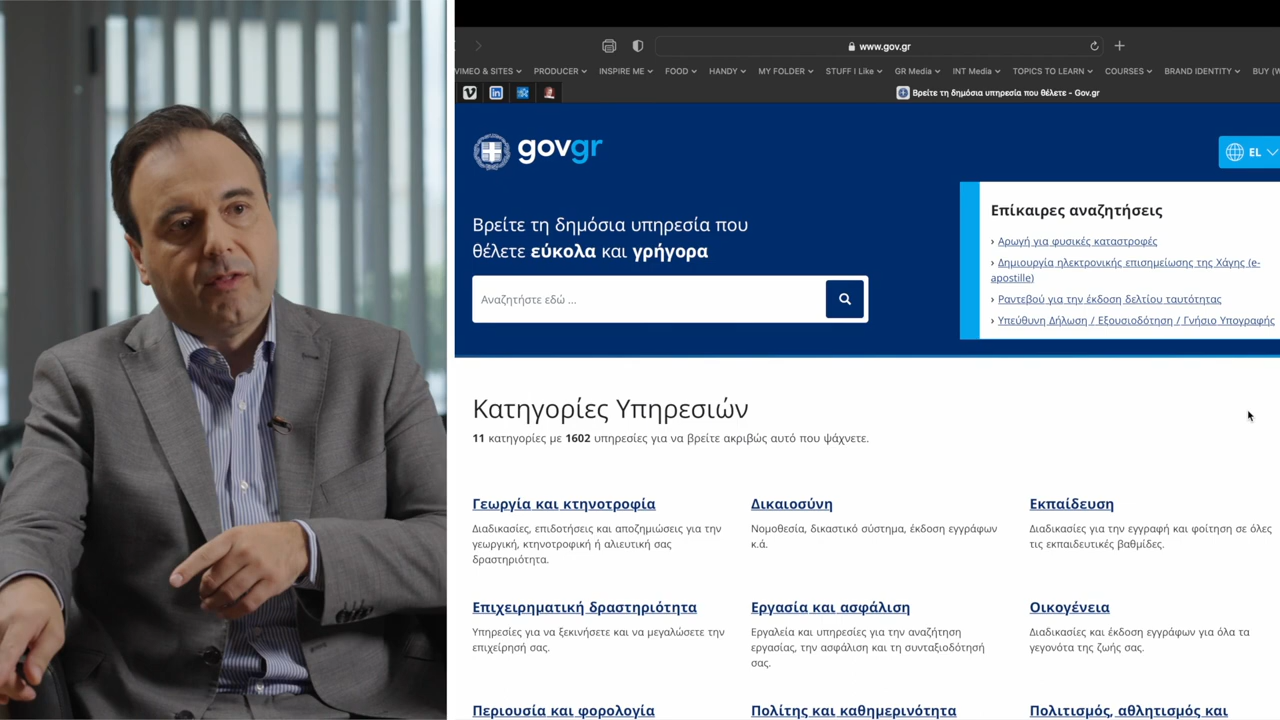 www.gov.gr
VIMEO & SITES
PRODUCER
INSPIRE ME
FOOD
HANDY
MY FOLDER
STUFF I Like
GR Media
INT Media
TOPICS TO LEARN
COURSES
BRAND IDENTITY
BUY (W
Βρείτε τη δημόσια υπηρεσία που θέλετε - Gov.gr
govgr
EL
Βρείτε τη δημόσια υπηρεσία που
θέλετε εύκολα και γρήγορα
Αναζητήστε εδώ ...
Επίκαιρες αναζητήσεις
› Αρωγή για φυσικές καταστροφές
› Δημιουργία ηλεκτρονικής επισημείωσης της Χάγης (e-
apostille)
› Ραντεβού για την έκδοση δελτίου ταυτότητας
› Υπεύθυνη Δήλωση / Εξουσιοδότηση / Γνήσιο Υπογραφής
Κατηγορίες Υπηρεσιών
11 κατηγορίες με 1602 υπηρεσίες για να βρείτε ακριβώς αυτό που ψάχνετε.
Γεωργία και κτηνοτροφία
Διαδικασίες, επιδοτήσεις και αποζημιώσεις για την
γεωργική, κτηνοτροφική ή αλιευτική σας
δραστηριότητα.
Δικαιοσύνη
Νομοθεσία, δικαστικό σύστημα, έκδοση εγγράφων
κ.ά.
Εκπαίδευση
Διαδικασίες για την εγγραφή και φοίτηση σε όλες
τις εκπαιδευτικές βαθμίδες.
Επιχειρηματική δραστηριότητα
Υπηρεσίες για να ξεκινήσετε και να μεγαλώσετε την
επιχείρησή σας.
Εργασία και ασφάλιση
Εργαλεία και υπηρεσίες για την αναζήτηση
εργασίας, την ασφάλιση και τη συνταξιοδότησή
σας.
Οικογένεια
Διαδικασίες και έκδοση εγγράφων για όλα τα
γεγονότα της ζωής σας.
Περιουσία και φορολογία
Πολίτης και καθημερινότητα
Πολιτισμός, αθλητισμός και